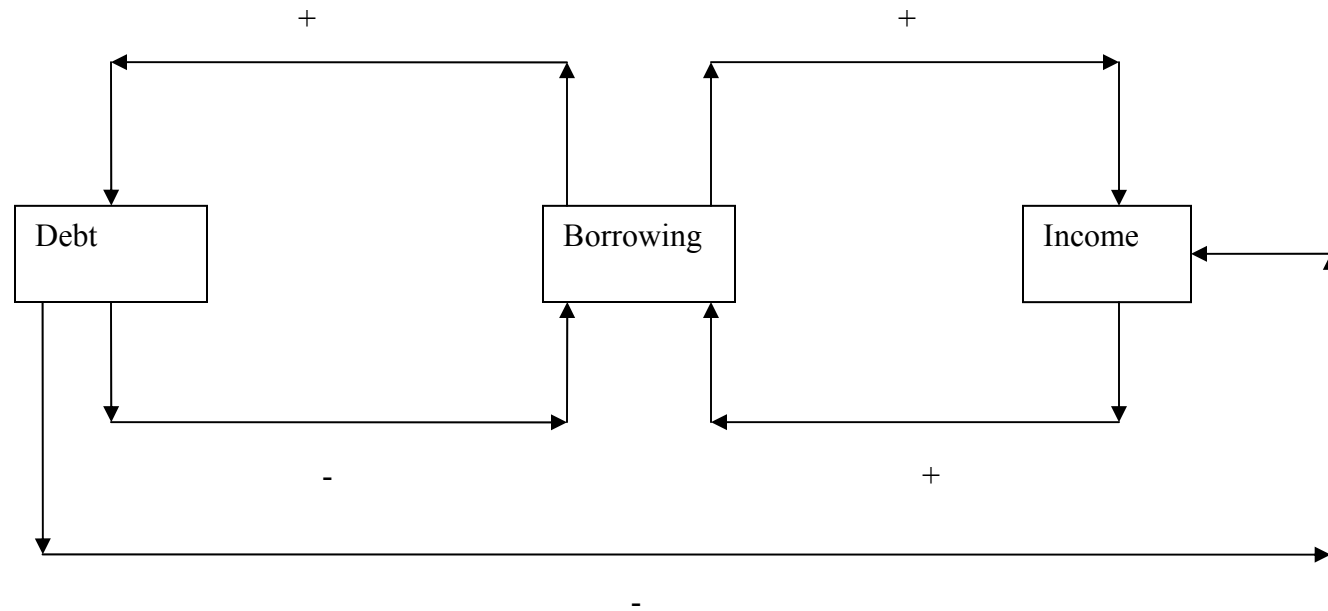 + +
Debt Borrowing Income
- +
-